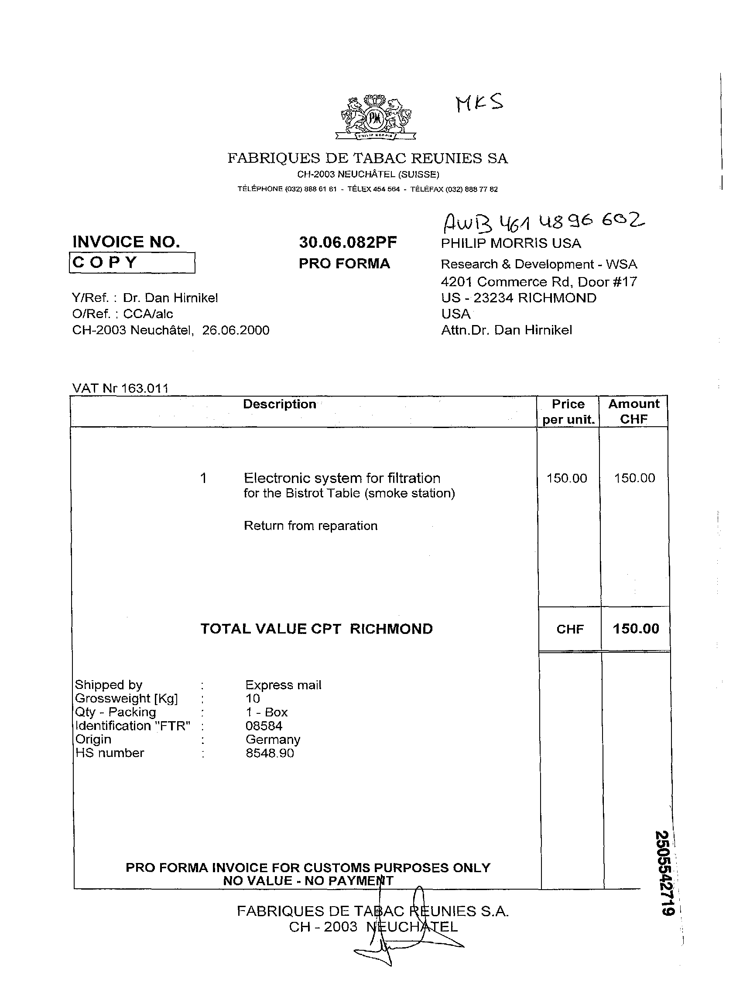 MKS
PM
FABRIQUES DE TABAC REUNIES SA
CH-2003 NEUCHÂTEL (SUISSE)
TÉLÉPHONE (032) 888 61 61 - TÉLEX 464 564 - TÉLÉFAX (032) 888 77 82
AWB 461 4896 602
INVOICE NO. 30.06.082PF PHILIP MORRIS USA
COPY PRO FORMA Research & Development - WSA
4201 Commerce Rd, Door #17
Y/Ref. : Dr. Dan Hirnikel US - 23234 RICHMOND
O/Ref. : CCA/alc USA
CH-2003 Neuchâtel, 26.06.2000 Attn.Dr. Dan Hirnikel
VAT Nr 163.011
Description Price Amount
per unit. CHF
1 Electronic system for filtration 150.00 150.00
for the Bistrot Table (smoke station)
Return from reparation
TOTAL VALUE CPT RICHMOND CHF 150.00
Shipped by : Express mail
Grossweight [Kg] : 10
Qty - Packing : 1 - Box
Identification "FTR" : 08584
Origin : Germany
HS number : 8548.90
PRO FORMA INVOICE FOR CUSTOMS PURPOSES ONLY
NO VALUE - NO PAYMENT
FABRIQUES DE TABAC REUNIES S.A.
CH - 2003 NEUCHATEL
2505542719